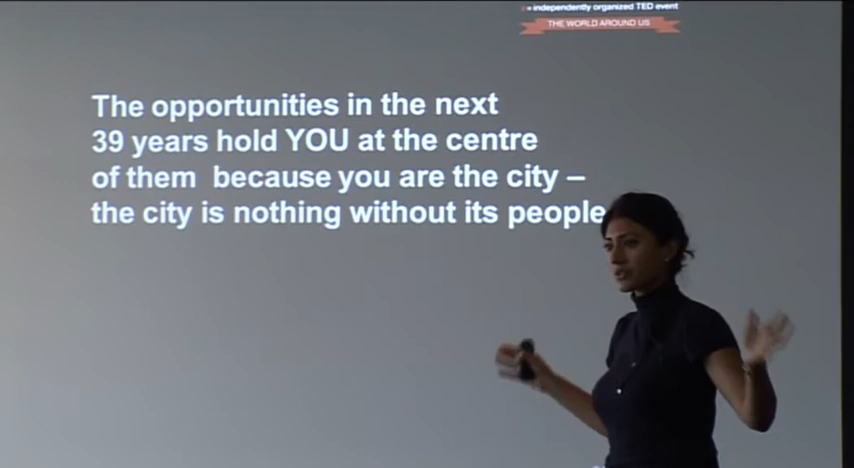 independently organized TED event
THE WORLD AROUND US
The opportunities in the next
39 years hold YOU at the centre
of them because you are the city –
the city is nothing without its people